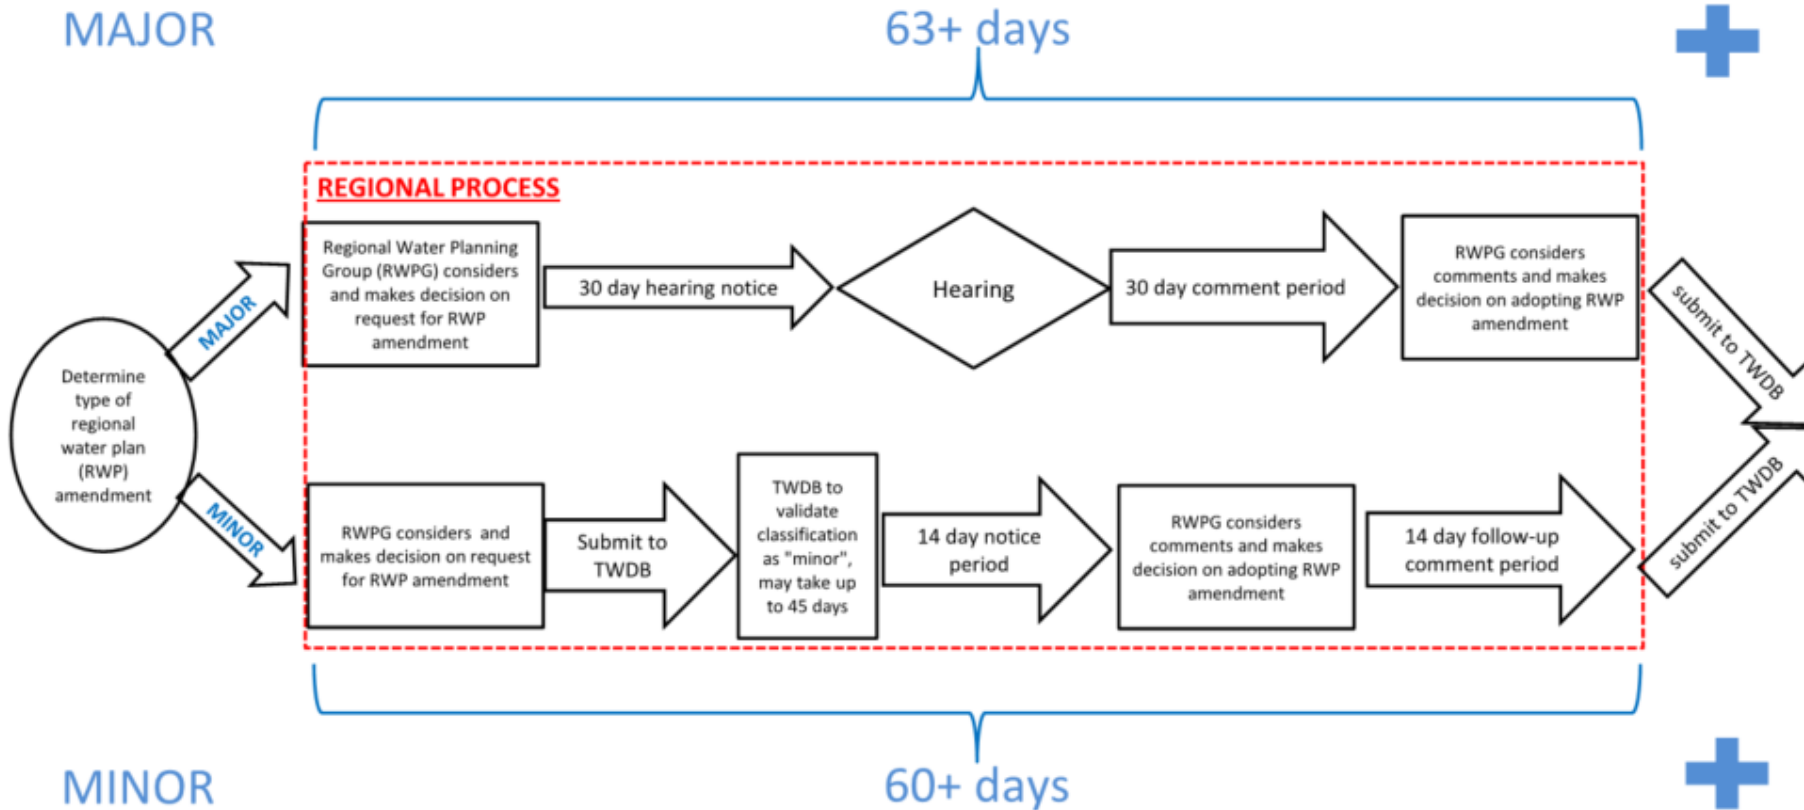 MAJOR
63+ days
REGIONAL PROCESS
Regional Water Planning
Group (RWPG) considers
and makes decision on
request for RWP
amendment
30 day hearing notice
Hearing
30 day comment period
RWPG considers
comments and makes
decision on adopting RWP
amendment
submit to TWDB
MAJOR
Determine
type of
regional
water plan
(RWP)
amendment
MINOR
RWPG considers and
makes decision on request
for RWP amendment
Submit to
TWDB
TWDB to
validate
classification
as "minor",
may take up
to 45 days
14 day notice
period
RWPG considers
comments and makes
decision on adopting RWP
amendment
14 day follow-up
comment period
submit to TWDB
MINOR
60+ days